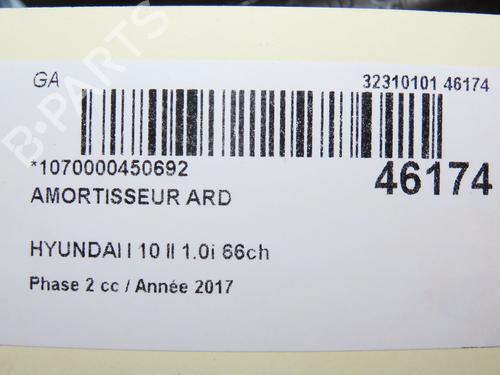 GA
32310101 46174
*1070000450692
46174
AMORTISSEUR ARD
HYUNDAI I 10 II 1.0i 66ch
Phase 2 cc / Année 2017
B-PARTS